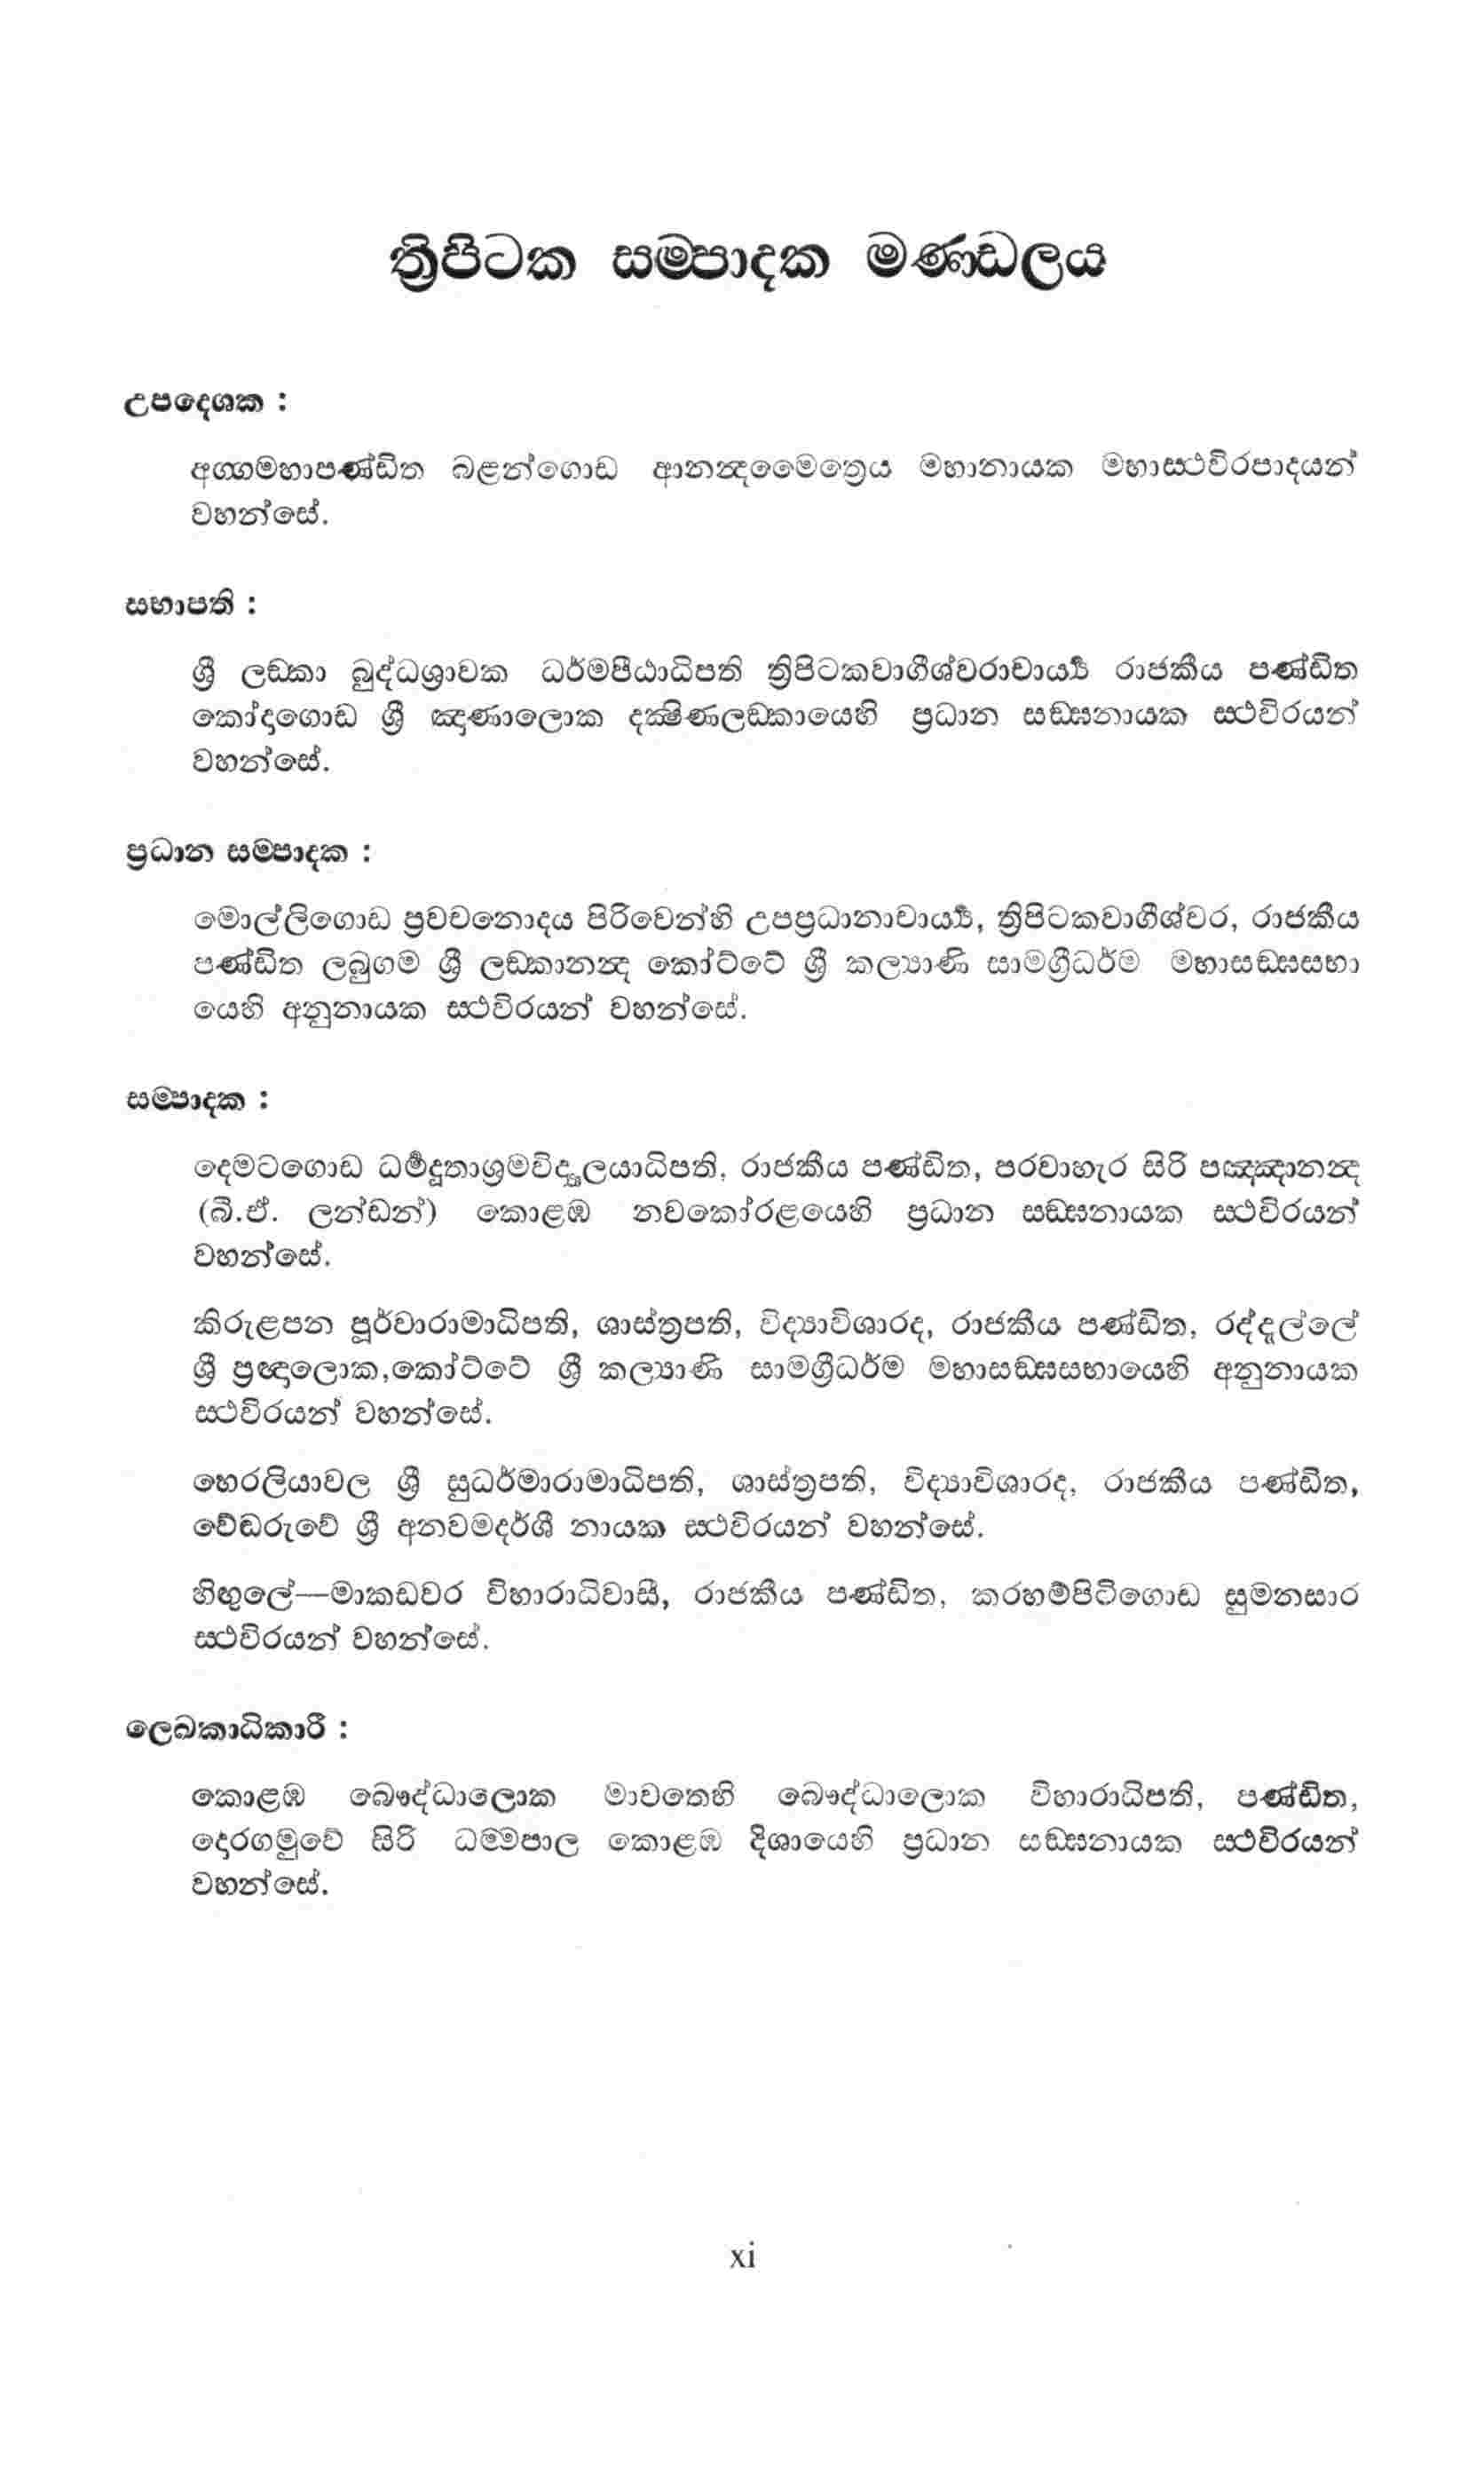 ත්‍රිපිටක සම්පාදක මණ්ඩලය
උපදෙශක :
අග්ගමහාපණ්ඩිත බළන්ගොඩ ආනන්දමෛත්‍රෙය මහානායක මහාස්ථවිරපාදයන්
වහන්සේ.
සභාපති :
ශ්‍රී ලඞ්කා බුද්ධශ්‍රාවක ධර්මපීඨාධිපති ත්‍රිපිටකවාගීශ්වරාචාර්‍ය්‍ය රාජකීය පණ්ඩිත
කෝදාගොඩ ශ්‍රී ඤාණාලොක දක්‍ෂිණලඞ්කායෙහි ප්‍රධාන සඞ්ඝනායක ස්ථවිරයන්
වහන්සේ.
ප්‍රධාන සම්පාදක :
මොල්ලිගොඩ ප්‍රවචනොදය පිරිවෙන්හි උපප්‍රධානාචාර්‍ය්‍ය, ත්‍රිපිටකවාගීශ්වර, රාජකීය
පණ්ඩිත ලබුගම ශ්‍රී ලඞ්කානන්ද කෝට්ටේ ශ්‍රී කල්‍යාණි සාමග්‍රීධර්ම මහාසඞ්ඝසභා
යෙහි අනුනායක ස්ථවිරයන් වහන්සේ.
සම්පාදක :
දෙමටගොඩ ධර්‍මදූතාශ්‍රමවිද්‍යාලයාධිපති, රාජකීය පණ්ඩිත, පරවාහැර සිරි පඤ්ඤානන්ද
(බී.ඒ. ලන්ඩන්) කොළඹ නවකෝරළයෙහි ප්‍රධාන සඞ්ඝනායක ස්ථවිරයන්
වහන්සේ.
කිරුළපන පූර්වාරාමාධිපති, ශාස්ත්‍රපති, විද්‍යාවිශාරද, රාජකීය පණ්ඩිත, රද්දල්ලේ
ශ්‍රී ප්‍රඥාලොක,කෝට්ටේ ශ්‍රී කල්‍යාණි සාමග්‍රීධර්ම මහාසඞ්ඝසභායෙහි අනුනායක
ස්ථවිරයන් වහන්සේ.
හෙරලියාවල ශ්‍රී සුධර්මාරාමාධිපති, ශාස්ත්‍රපති, විද්‍යාවිශාරද, රාජකීය පණ්ඩිත,
වේඬරුවේ ශ්‍රී අනවමදර්ශී නායක ස්ථවිරයන් වහන්සේ.
හිඟුලේ—මාකඩවර විහාරාධිවාසී, රාජකීය පණ්ඩිත, කරහම්පිටිගොඩ සුමනසාර
ස්ථවිරයන් වහන්සේ.
ලෙඛකාධිකාරී :
කොළඹ බෞද්ධාලොක මාවතෙහි බෞද්ධාලොක විහාරාධිපති, පණ්ඩිත,
දොරගමුවේ සිරි ධම්මපාල කොළඹ දිශායෙහි ප්‍රධාන සඞ්ඝනායක ස්ථවිරයන්
වහන්සේ.
xi